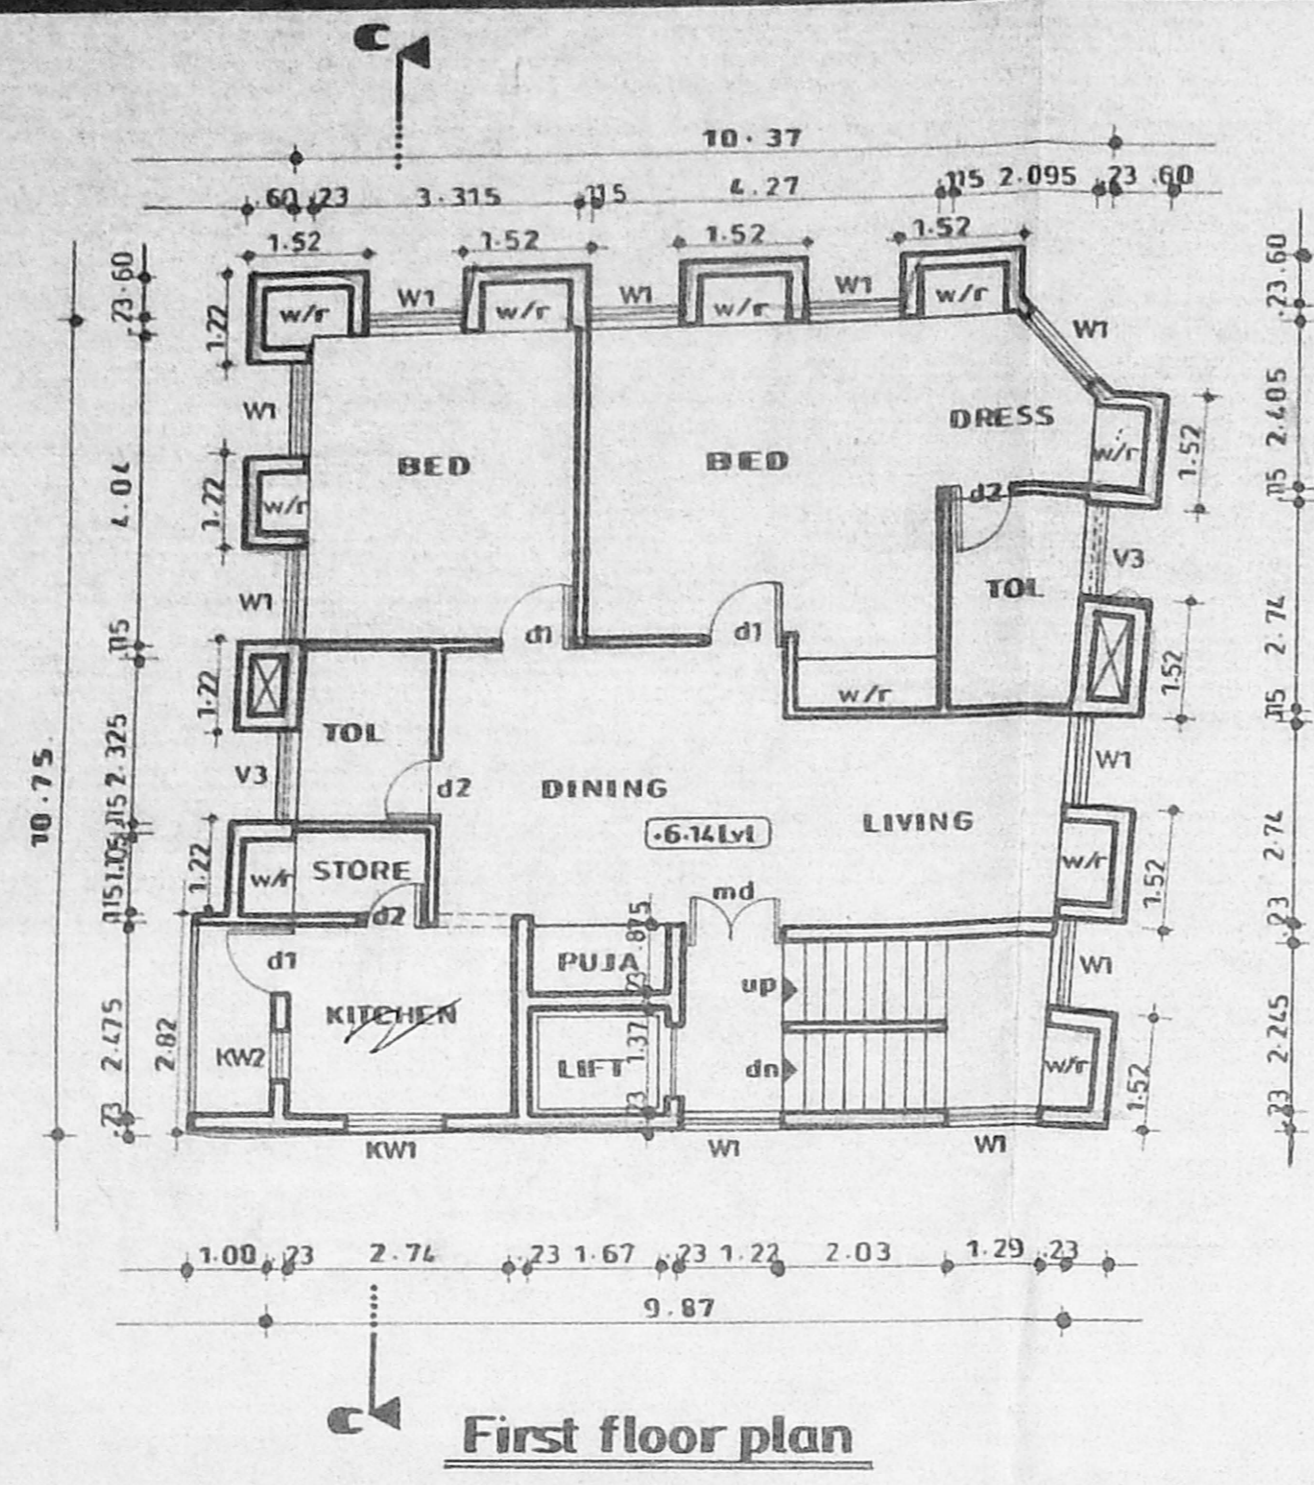 C
10.37
.60 .23 3.315 .115 4.27 .115 2.095 .23 .60
1.52 1.52 1.52 1.52
.60
.23
1.22
w/r W1 w/r W1 w/r W1 w/r W1
.60
.23
W1
4.04
1.22
w/r
BED
BED
DRESS
w/r
1.52
2.405
.115
d2
W1
V3
TOL
.115
d1
d1
2.74
1.22
w/r
1.52
.115
TOL
2.325
V3
d2
DINING
W1
10.75
.115
.6.14Lvl
LIVING
2.74
1.05
1.22
w/r
STORE
w/r
1.52
.115
d2
md
.875
.23
d1
PUJA
up
W1
.23
KITCHEN
2.475
2.82
KW2
LIFT
1.37
dn
w/r
1.52
2.245
.23
.23
.23
KW1
W1
W1
1.00 .23 2.74 .23 1.67 .23 1.22 2.03 1.29 .23
9.87
C
First floor plan